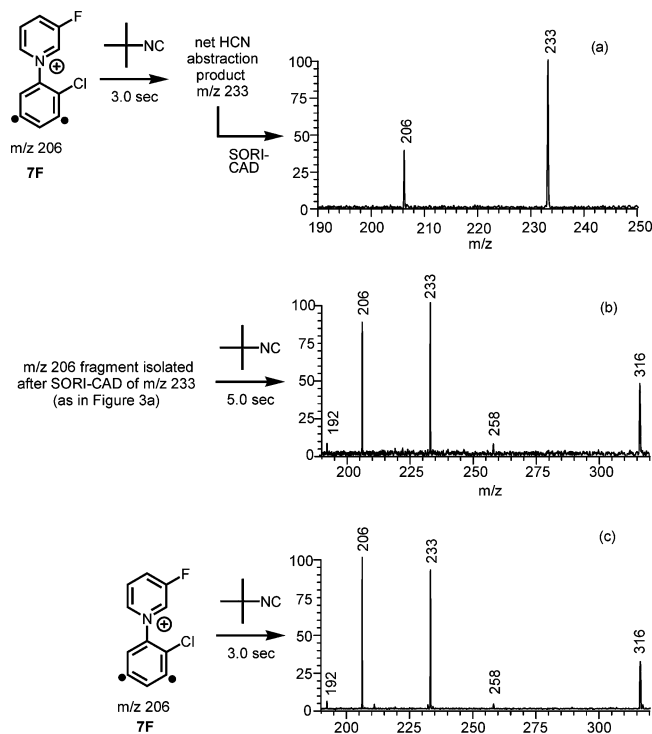 F
N
⊕
Cl
m/z 206
7F
NC
3.0 sec
net HCN
abstraction
product
m/z 233
SORI-
CAD
(a)
100
75
50
25
0
206
233
190 200 210 220 230 240 250
m/z
m/z 206 fragment isolated
after SORI-CAD of m/z 233
(as in Figure 3a)
NC
5.0 sec
(b)
100
75
50
25
0
192
206
233
258
316
200 225 250 275 300
m/z
F
N
⊕
Cl
m/z 206
7F
NC
3.0 sec
(c)
100
75
50
25
0
192
206
233
258
316
200 225 250 275 300
m/z